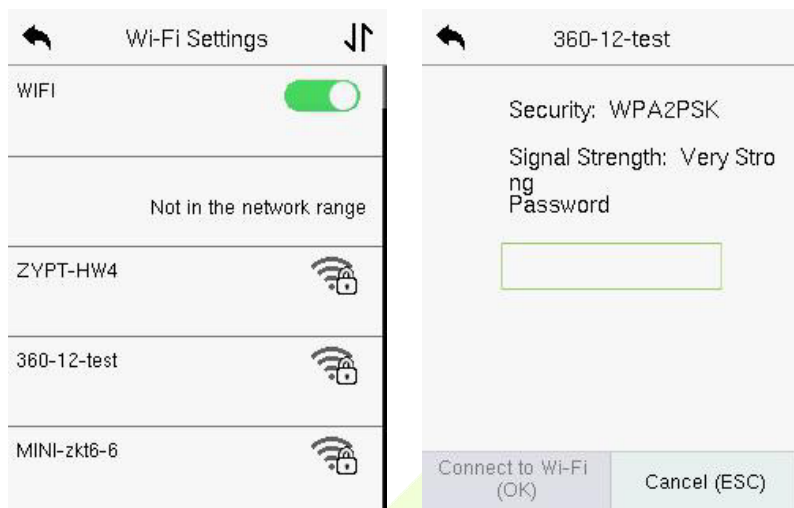 Wi-Fi Settings
WIFI
Not in the network range
ZYPT-HW4
360-12-test
MINI-zkt6-6
360-12-test
Security: WPA2PSK
Signal Strength: Very Stro
ng
Password
Connect to Wi-Fi
(OK)
Cancel (ESC)